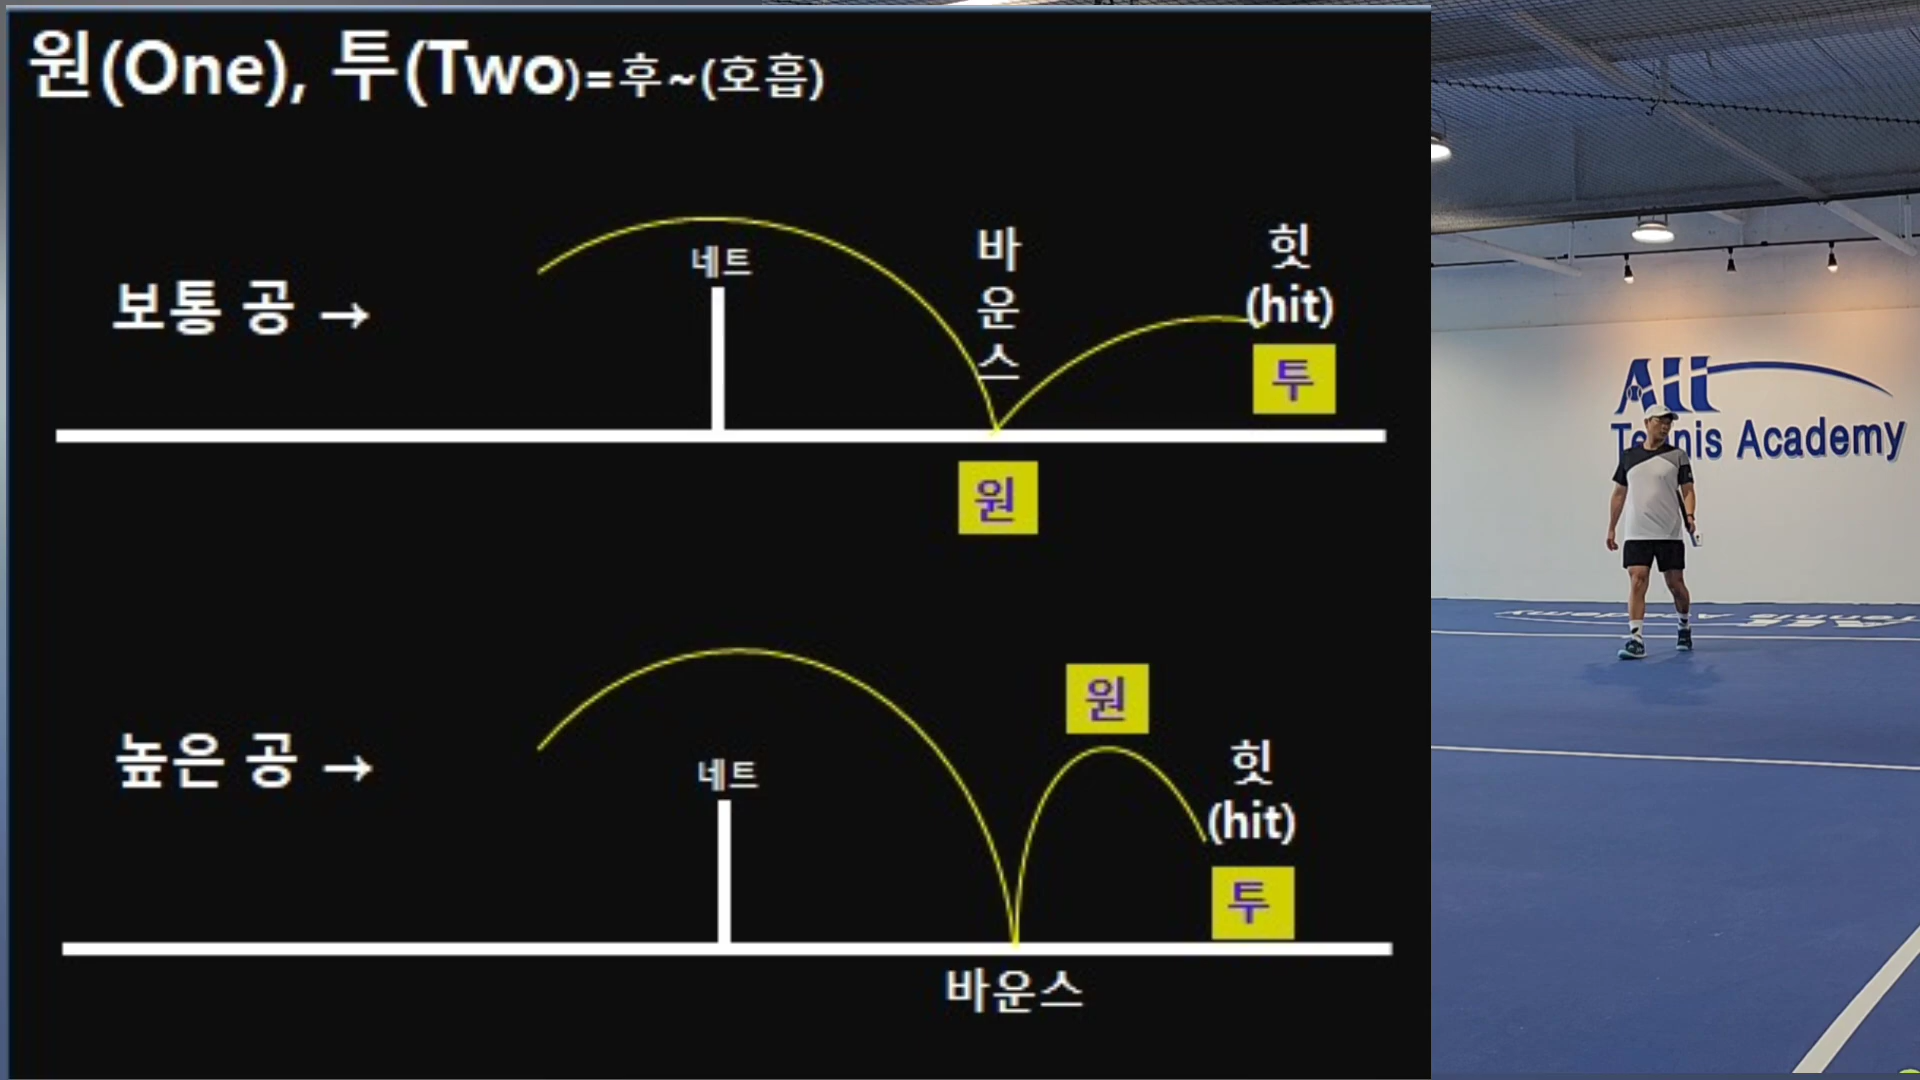 원(One), 투(Two)=후~(호흡)
보통 공 →
네트
바운스
힛
(hit)
투
원
높은 공 →
네트
원
힛
(hit)
투
바운스
All
Tennis Academy